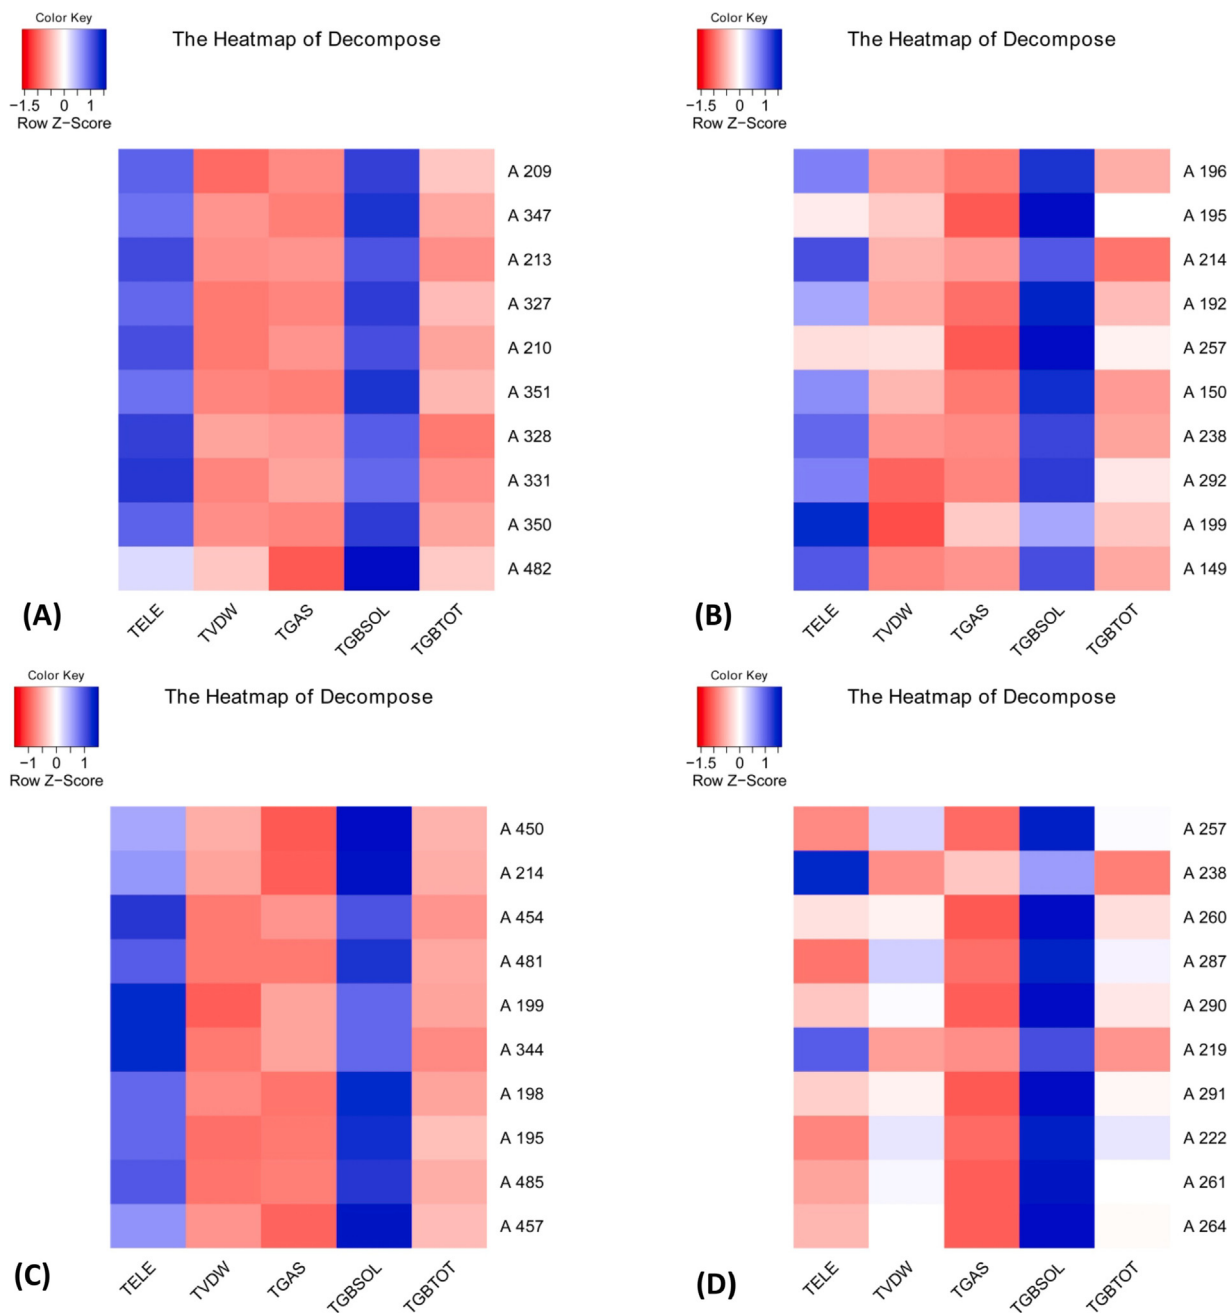 Color Key
The Heatmap of Decompose
−1.5 0 1
Row Z−Score
A 209
A 347
A 213
A 327
A 210
A 351
A 328
A 331
A 350
A 482
(A)
TELE TVDW TGAS TGBSOL TGBTOT
Color Key
The Heatmap of Decompose
−1.5 0 1
Row Z−Score
A 196
A 195
A 214
A 192
A 257
A 150
A 238
A 292
A 199
A 149
(B)
TELE TVDW TGAS TGBSOL TGBTOT
Color Key
The Heatmap of Decompose
−1 0 1
Row Z−Score
A 450
A 214
A 454
A 481
A 199
A 344
A 198
A 195
A 485
A 457
(C)
TELE TVDW TGAS TGBSOL TGBTOT
Color Key
The Heatmap of Decompose
−1.5 0 1
Row Z−Score
A 257
A 238
A 260
A 287
A 290
A 219
A 291
A 222
A 261
A 264
(D)
TELE TVDW TGAS TGBSOL TGBTOT